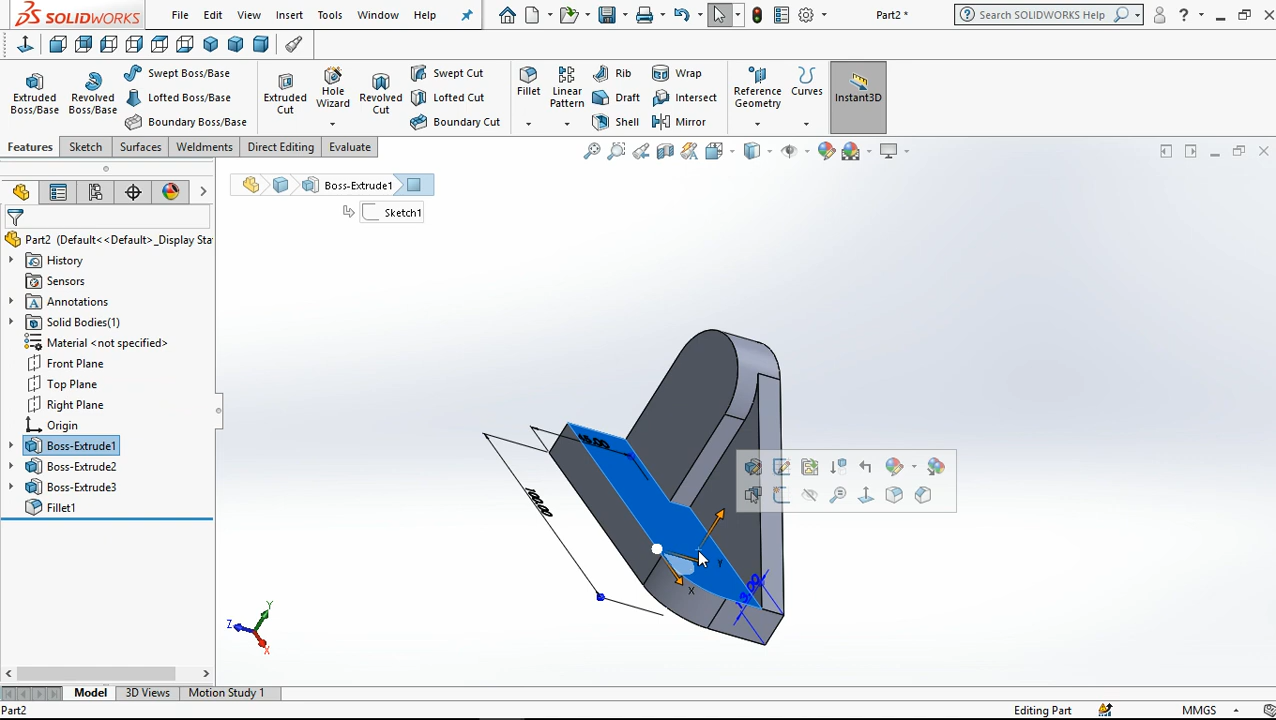 SOLIDWORKS File Edit View Insert Tools Window Help Part2 * Search SOLIDWORKS Help ?
Extruded Boss/Base
Revolved Boss/Base
Swept Boss/Base
Lofted Boss/Base
Boundary Boss/Base
Extruded Cut
Hole Wizard
Revolved Cut
Swept Cut
Lofted Cut
Boundary Cut
Fillet
Linear Pattern
Rib
Draft
Shell
Wrap
Intersect
Mirror
Reference Geometry
Curves
Instant3D
Features Sketch Surfaces Weldments Direct Editing Evaluate
Boss-Extrude1
Sketch1
Part2 (Default<<Default>_Display Sta
History
Sensors
Annotations
Solid Bodies(1)
Material <not specified>
Front Plane
Top Plane
Right Plane
Origin
Boss-Extrude1
Boss-Extrude2
Boss-Extrude3
Fillet1
100.00
Y
X
Y
Z
X
Model 3D Views Motion Study 1
Part2 Editing Part MMGS